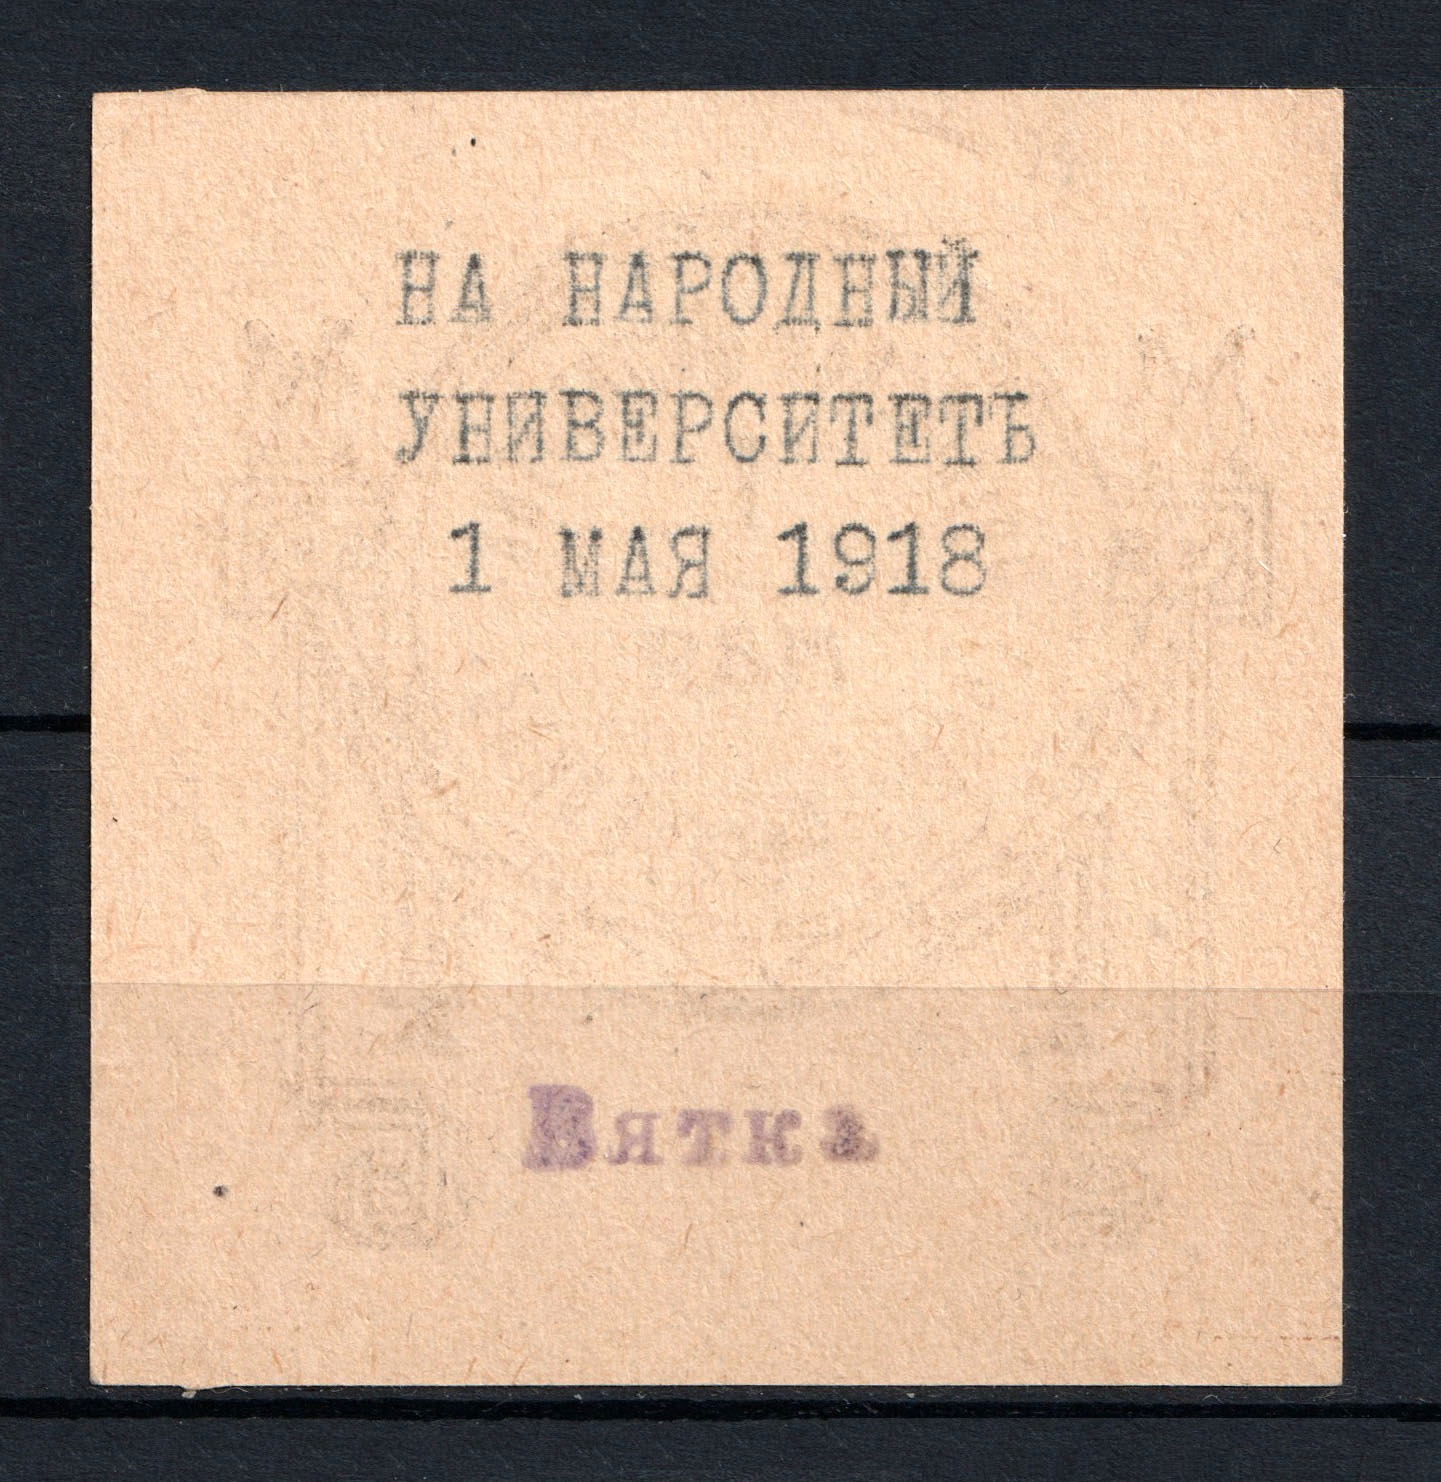 НА НАРОДНЫЙ
УНИВЕРСИТЕТЪ
1 МАЯ 1918
Вятка